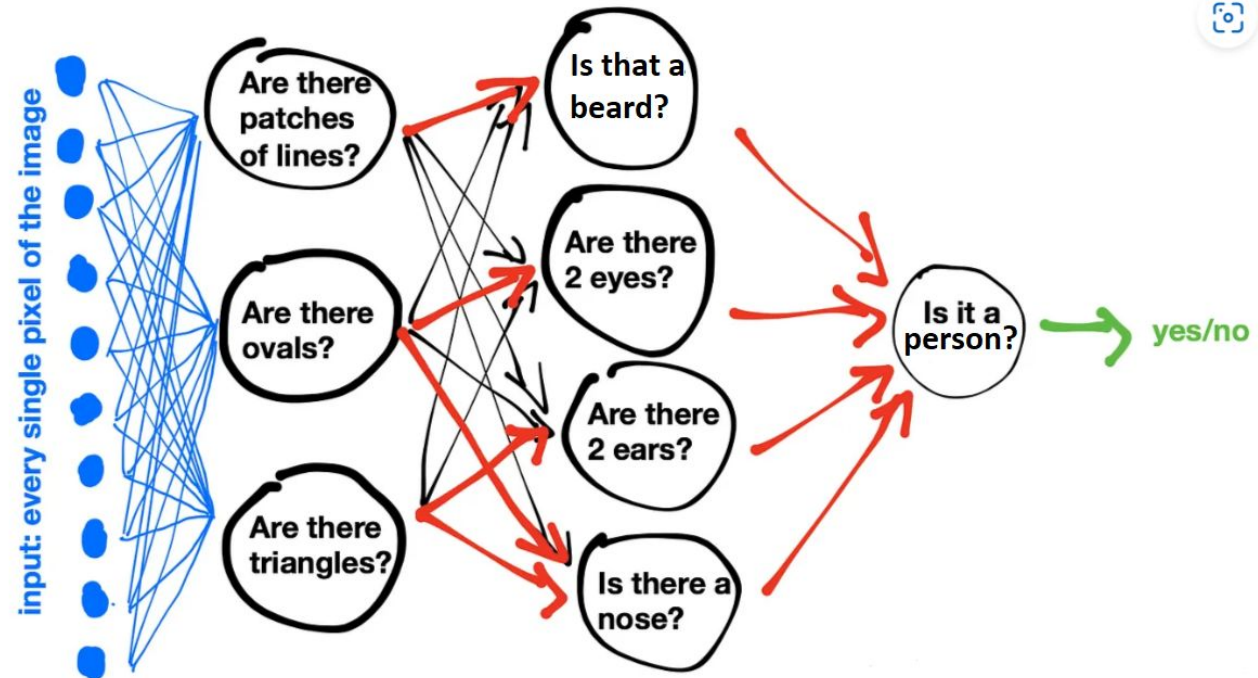 input: every single pixel of the image
Are there
patches
of lines?
Are there
ovals?
Are there
triangles?
Is that a
beard?
Are there
2 eyes?
Are there
2 ears?
Is there a
nose?
Is it a
person?
yes/no